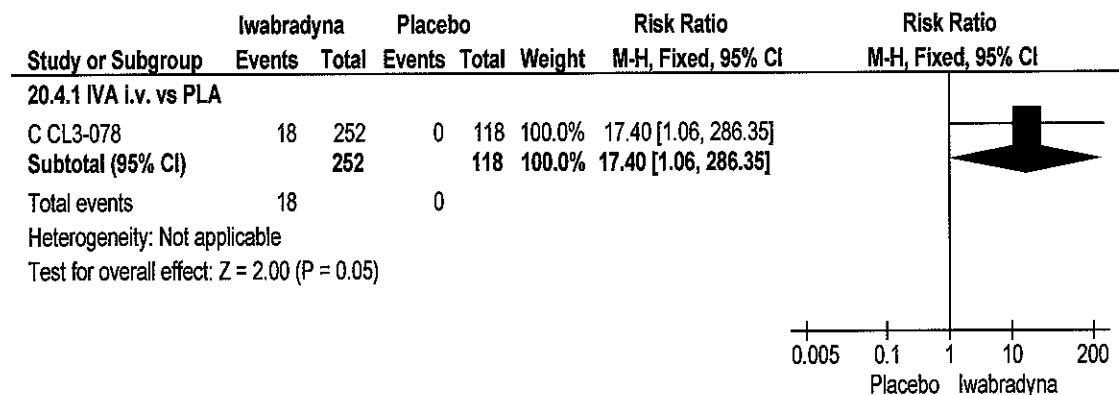 Iwabradyna Placebo Risk Ratio Risk Ratio
Study or Subgroup Events Total Events Total Weight M-H, Fixed, 95% CI M-H, Fixed, 95% CI
20.4.1 IVA i.v. vs PLA
C CL3-078 18 252 0 118 100.0% 17.40 [1.06, 286.35]
Subtotal (95% CI) 252 118 100.0% 17.40 [1.06, 286.35]
Total events 18 0
Heterogeneity: Not applicable
Test for overall effect: Z = 2.00 (P = 0.05)
0.005 0.1 1 10 200
Placebo Iwabradyna